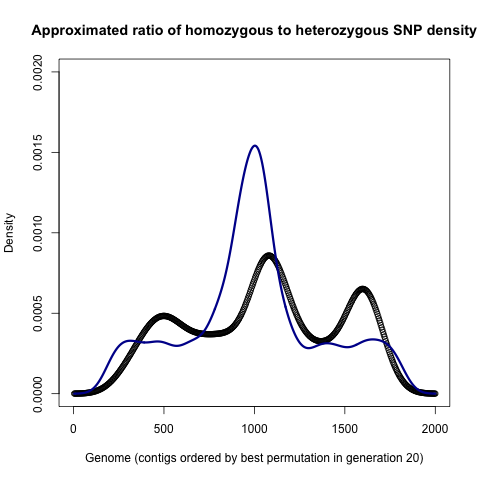 Approximated ratio of homozygous to heterozygous SNP density
0.0020
0.0015
0.0010
0.0005
0.0000
Density
0 500 1000 1500 2000
Genome (contigs ordered by best permutation in generation 20)